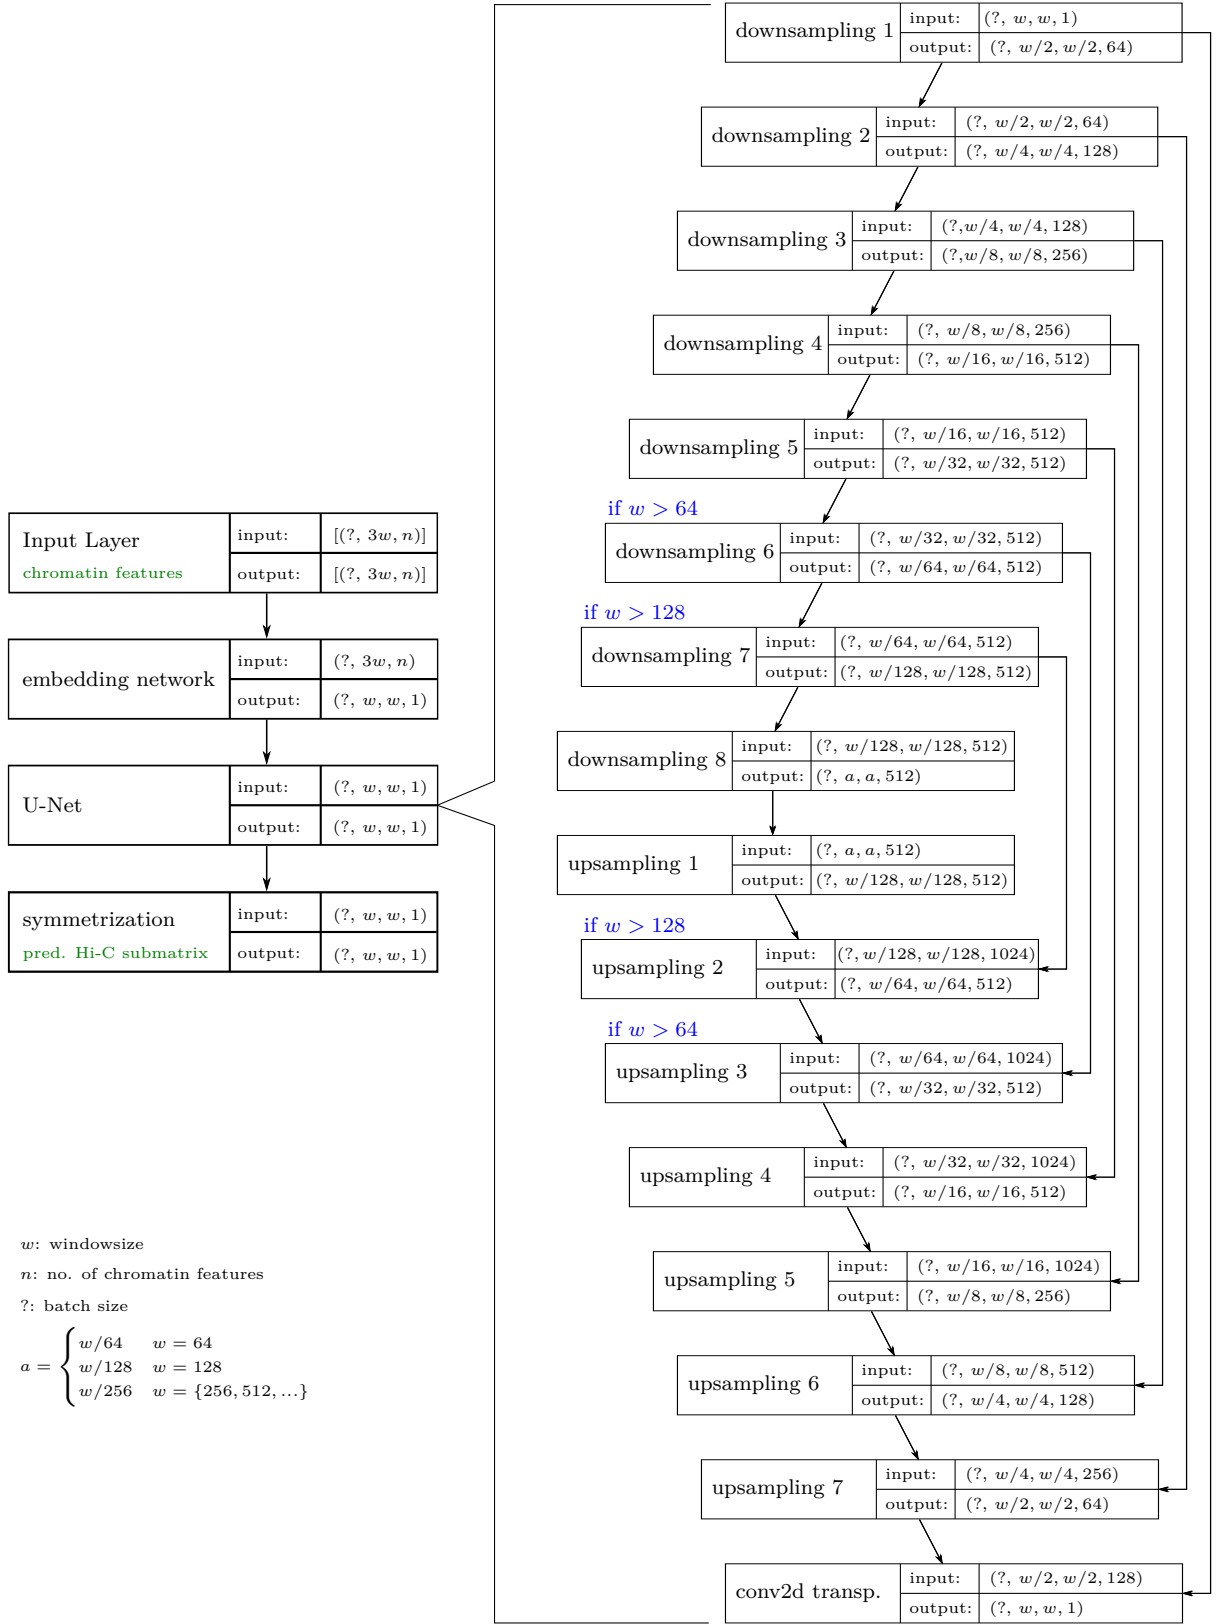 Input Layer
chromatin features
input: [(?, 3w, n)]
output: [(?, 3w, n)]
embedding network
input: (?, 3w, n)
output: (?, w, w, 1)
U-Net
input: (?, w, w, 1)
output: (?, w, w, 1)
symmetrization
pred. Hi-C submatrix
input: (?, w, w, 1)
output: (?, w, w, 1)
w: windowsize
n: no. of chromatin features
?: batch size
a = { w/64 w = 64
w/128 w = 128
w/256 w = {256, 512, ...}
downsampling 1
input: (?, w, w, 1)
output: (?, w/2, w/2, 64)
downsampling 2
input: (?, w/2, w/2, 64)
output: (?, w/4, w/4, 128)
downsampling 3
input: (?,w/4, w/4, 128)
output: (?,w/8, w/8, 256)
downsampling 4
input: (?, w/8, w/8, 256)
output: (?, w/16, w/16, 512)
downsampling 5
input: (?, w/16, w/16, 512)
output: (?, w/32, w/32, 512)
if w > 64
downsampling 6
input: (?, w/32, w/32, 512)
output: (?, w/64, w/64, 512)
if w > 128
downsampling 7
input: (?, w/64, w/64, 512)
output: (?, w/128, w/128, 512)
downsampling 8
input: (?, w/128, w/128, 512)
output: (?, a, a, 512)
upsampling 1
input: (?, a, a, 512)
output: (?, w/128, w/128, 512)
if w > 128
upsampling 2
input: (?, w/128, w/128, 1024)
output: (?, w/64, w/64, 512)
if w > 64
upsampling 3
input: (?, w/64, w/64, 1024)
output: (?, w/32, w/32, 512)
upsampling 4
input: (?, w/32, w/32, 1024)
output: (?, w/16, w/16, 512)
upsampling 5
input: (?, w/16, w/16, 1024)
output: (?, w/8, w/8, 256)
upsampling 6
input: (?, w/8, w/8, 512)
output: (?, w/4, w/4, 128)
upsampling 7
input: (?, w/4, w/4, 256)
output: (?, w/2, w/2, 64)
conv2d transp.
input: (?, w/2, w/2, 128)
output: (?, w, w, 1)